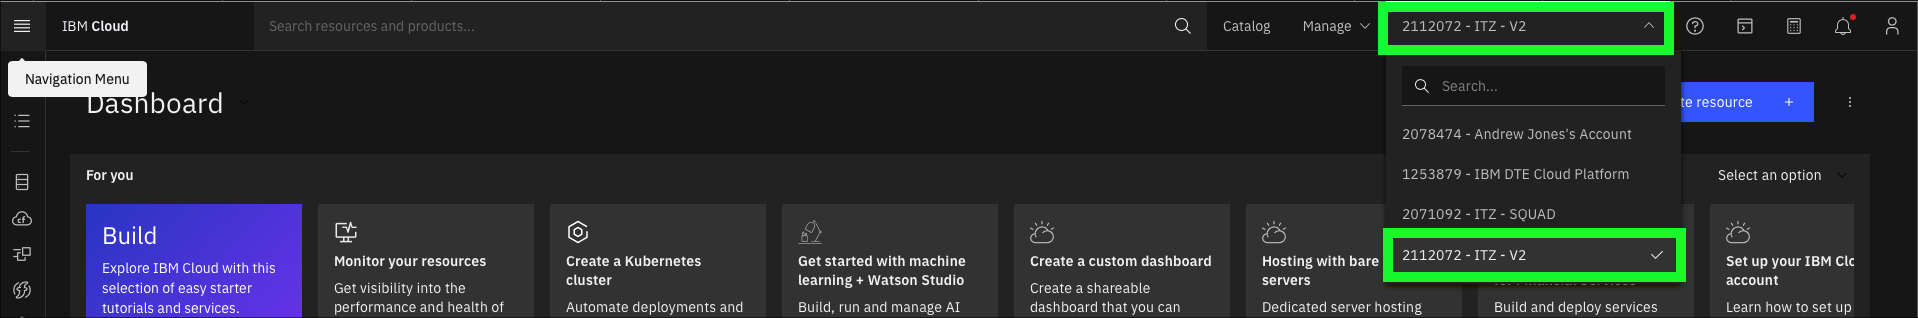 IBM Cloud
Search resources and products...
Catalog
Manage
2112072 - ITZ - V2
Navigation Menu
Dashboard
Search...
te resource +
2078474 - Andrew Jones's Account
1253879 - IBM DTE Cloud Platform
2071092 - ITZ - SQUAD
2112072 - ITZ - V2
For you
Select an option
Build
Explore IBM Cloud with this
selection of easy starter
tutorials and services.
Monitor your resources
Get visibility into the
performance and health of
Create a Kubernetes
cluster
Automate deployments and
Get started with machine
learning + Watson Studio
Build, run and manage AI
Create a custom dashboard
Create a shareable
dashboard that you can
Hosting with bare
servers
Dedicated server hosting
Build and deploy services
Set up your IBM Clo
account
Learn how to set up